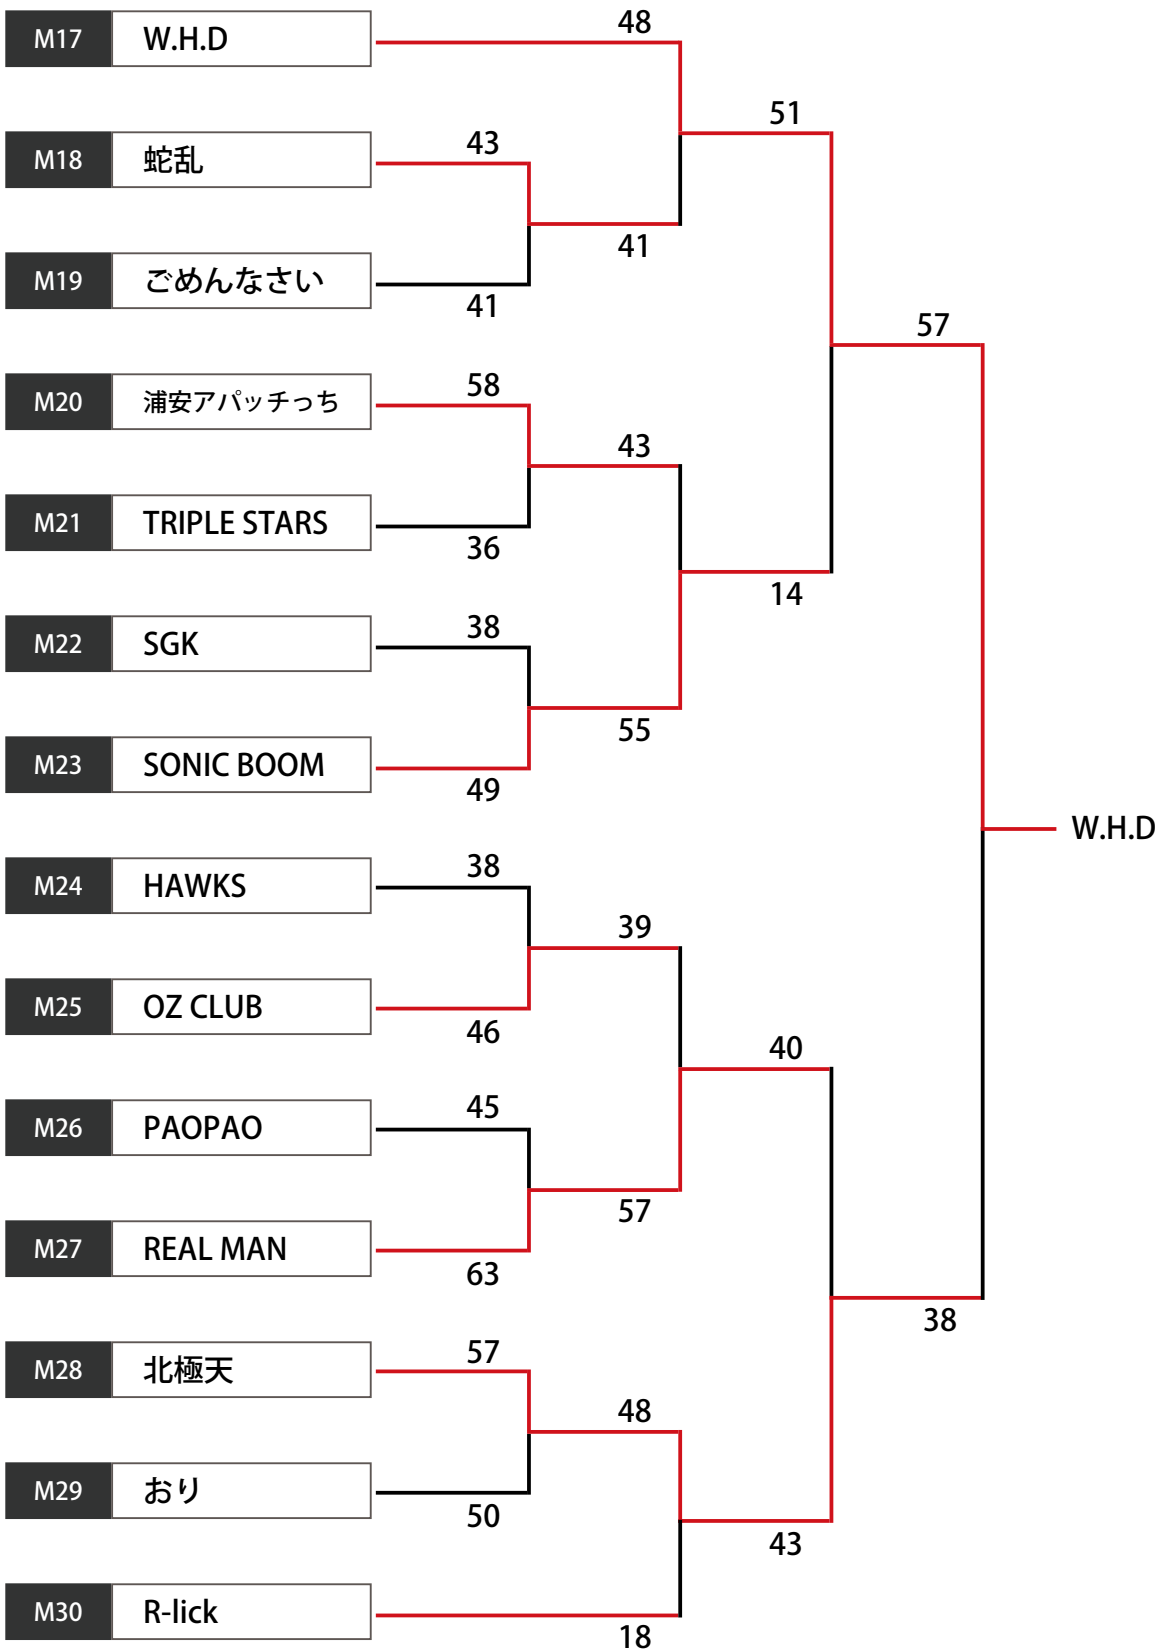 M17 W.H.D 48
51
M18 蛇乱 43
41
M19 ごめんなさい 41
57
M20 浦安アパッチっち 58
43
M21 TRIPLE STARS 36
14
M22 SGK 38
55
M23 SONIC BOOM 49
W.H.D
M24 HAWKS 38
39
M25 OZ CLUB 46
40
M26 PAOPAO 45
57
M27 REAL MAN 63
38
M28 北極天 57
48
M29 おり 50
43
M30 R-lick 18